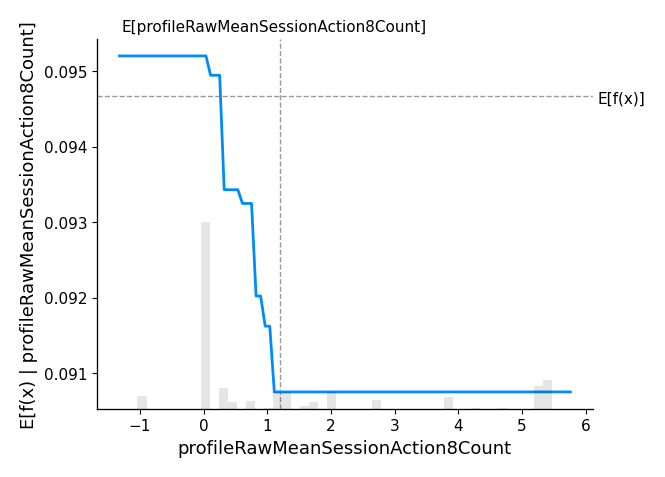 E[profileRawMeanSessionAction8Count]
E[f(x) | profileRawMeanSessionAction8Count]
0.095
0.094
0.093
0.092
0.091
E[f(x)]
−1 0 1 2 3 4 5 6
profileRawMeanSessionAction8Count